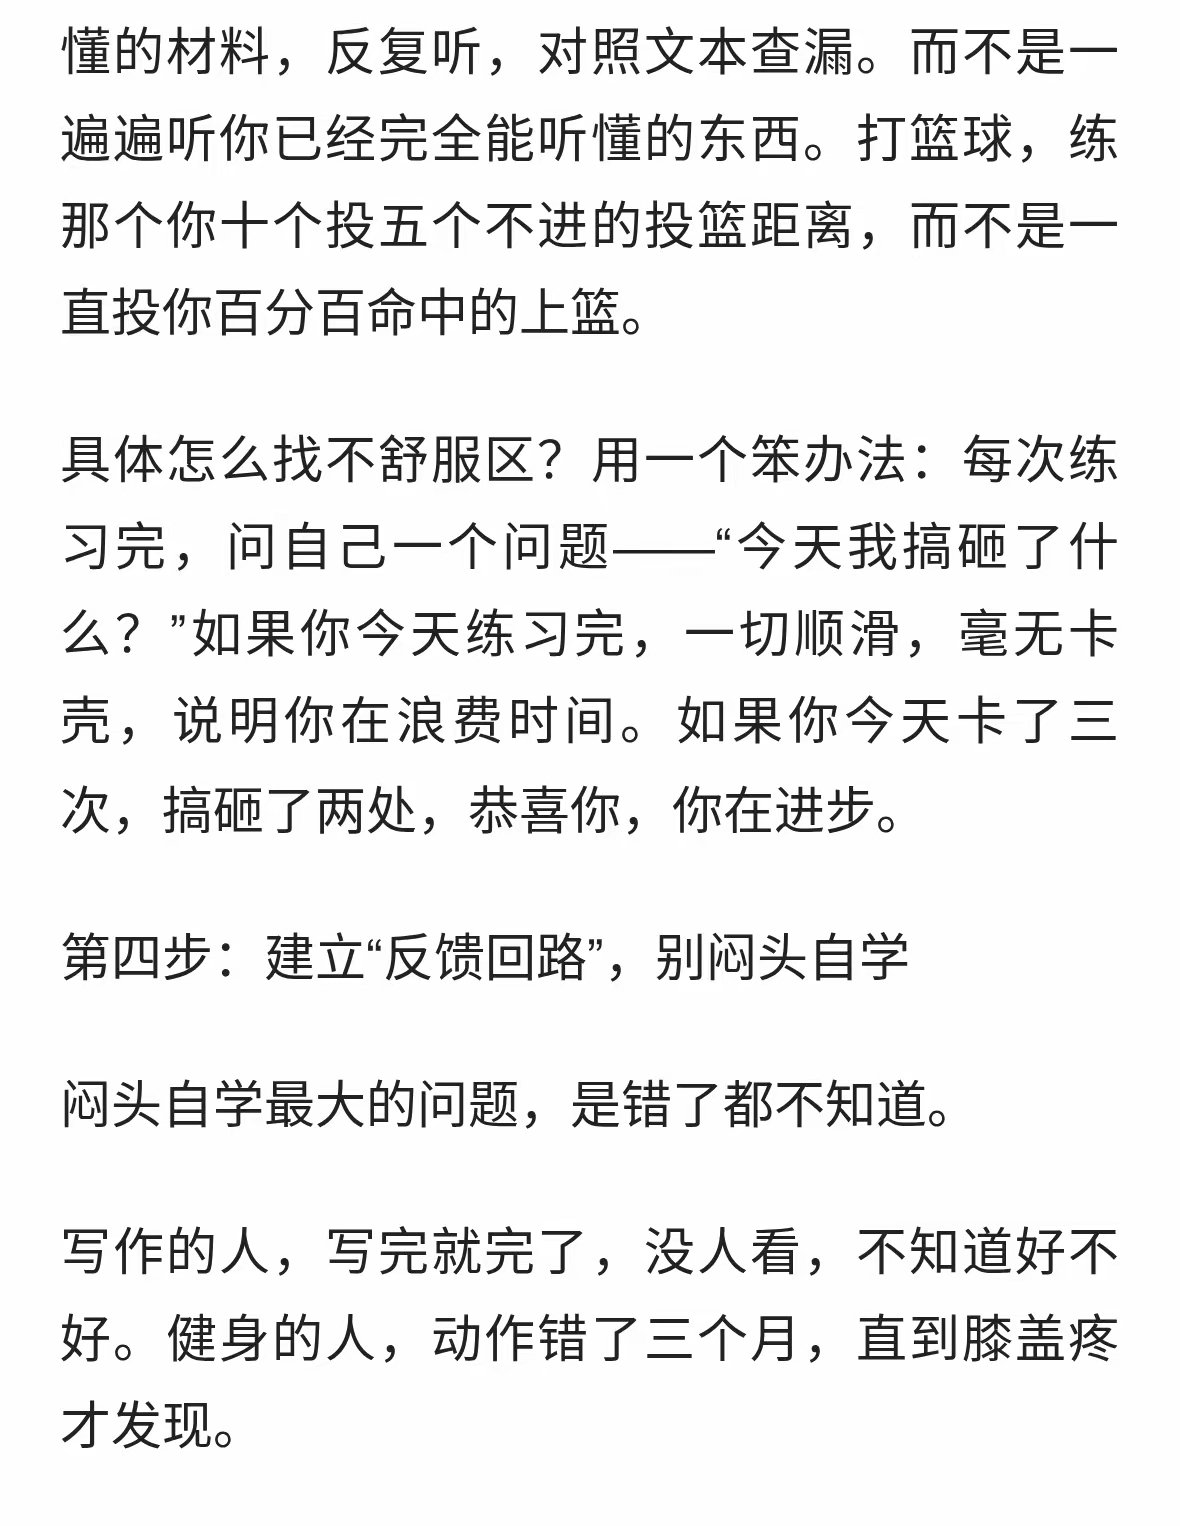 懂的材料，反复听，对照文本查漏。而不是一
遍遍听你已经完全能听懂的东西。打篮球，练
那个你十个投五个不进的投篮距离，而不是一
直投你百分百命中的上篮。
具体怎么找不舒服区？用一个笨办法：每次练
习完，问自己一个问题——“今天我搞砸了什
么？”如果你今天练习完，一切顺滑，毫无卡
壳，说明你在浪费时间。如果你今天卡了三
次，搞砸了两处，恭喜你，你在进步。
第四步：建立“反馈回路”，别闷头自学
闷头自学最大的问题，是错了都不知道。
写作的人，写完就完了，没人看，不知道好不
好。健身的人，动作错了三个月，直到膝盖疼
才发现。